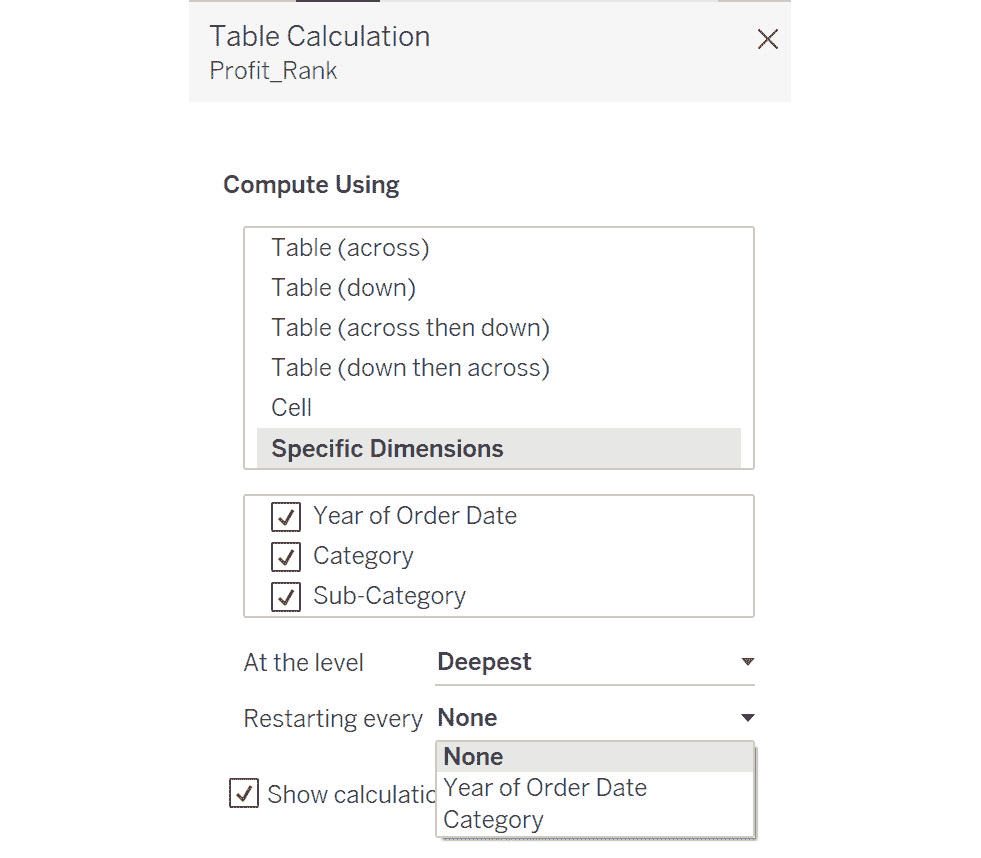 Table Calculation
Profit_Rank
Compute Using
Table (across)
Table (down)
Table (across then down)
Table (down then across)
Cell
Specific Dimensions
Year of Order Date
Category
Sub-Category
At the level Deepest
Restarting every None
None
Year of Order Date
Category
Show calculatio